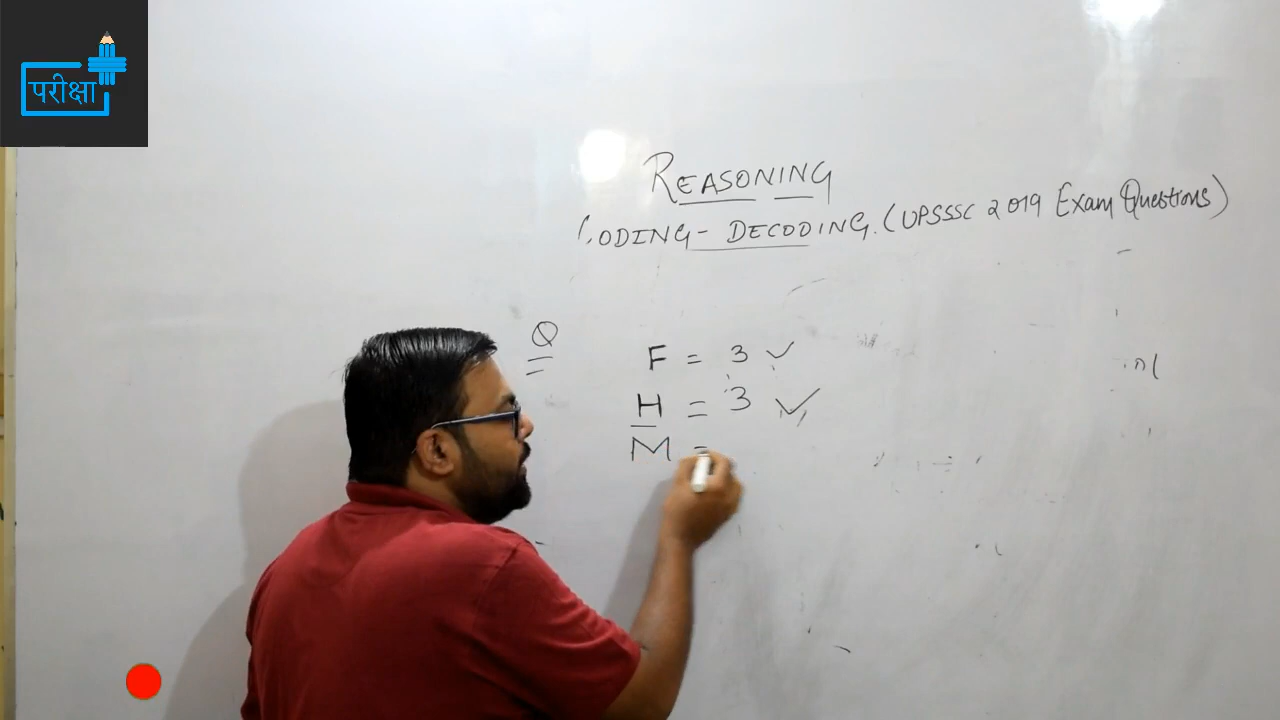 परीक्षा
REASONING
CODING - DECODING. (UPSSSC 2019 Exam Questions)
Q
F = 3 ✓
H = 3 ✓
M =